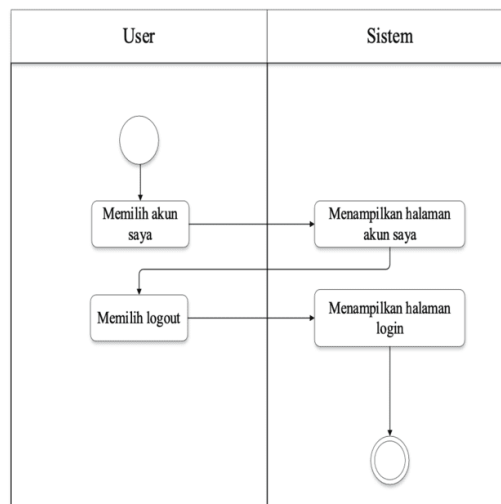 User
Sistem
Memilih akun
saya
Menampilkan halaman
akun saya
Memilih logout
Menampilkan halaman
login